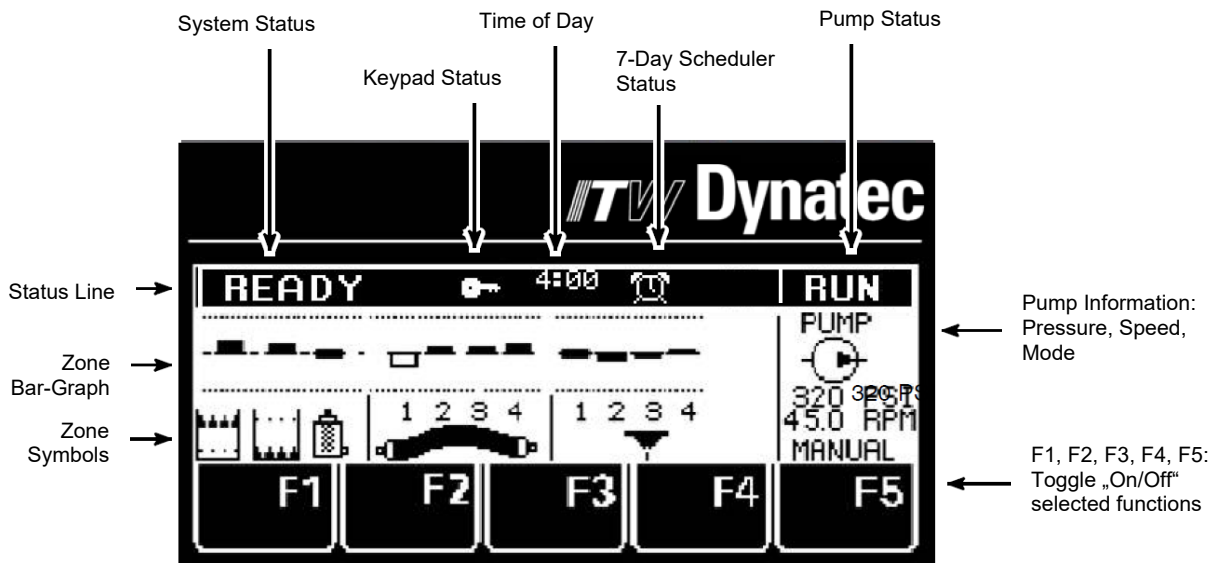 System Status
Time of Day
Pump Status
Keypad Status
7-Day Scheduler
Status
ITW Dynatec
Status Line
READY
4:00
RUN
Zone
Bar-Graph
PUMP
Pump Information:
Pressure, Speed,
Mode
320 PSI
320 PS
45.0 RPM
MANUAL
Zone
Symbols
1 2 3 4
1 2 3 4
F1
F2
F3
F4
F5
F1, F2, F3, F4, F5:
Toggle „On/Off“
selected functions